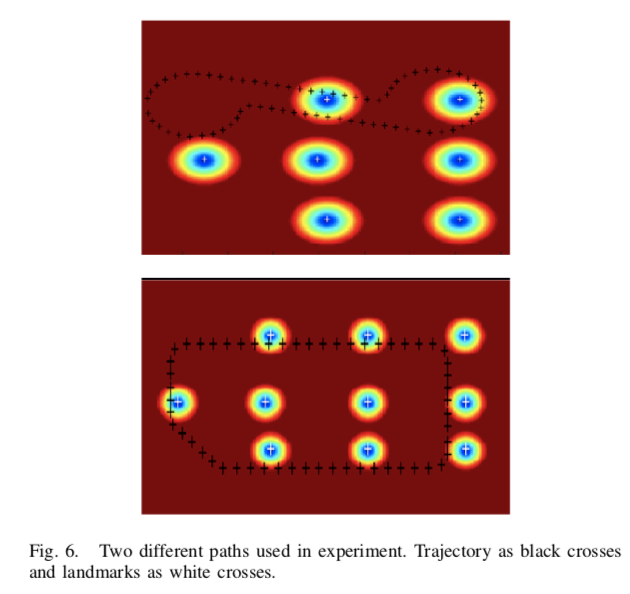 Fig. 6. Two different paths used in experiment. Trajectory as black crosses
and landmarks as white crosses.